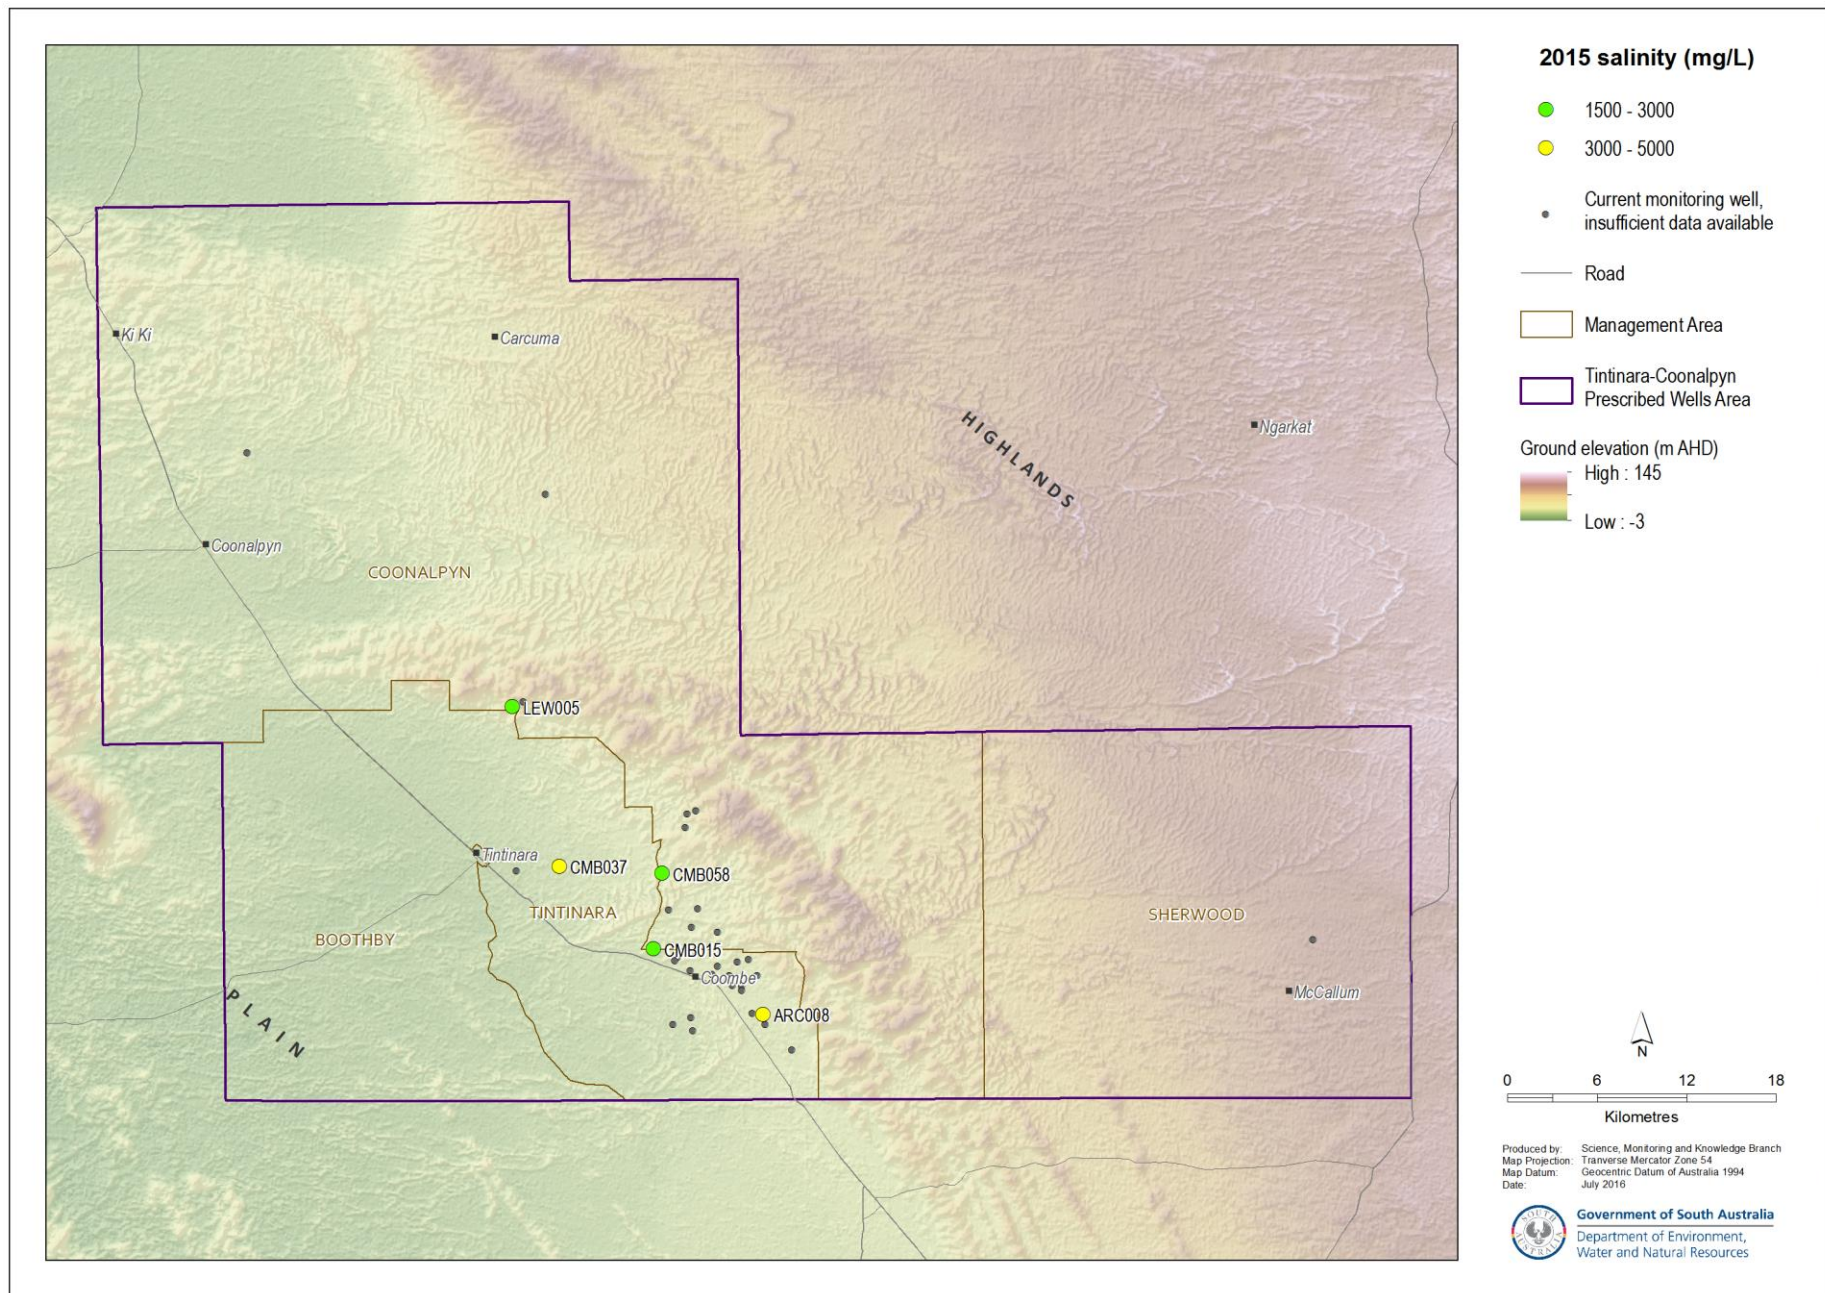 Ki Ki
Carcuma
HIGHLANDS
Ngarkat
Coonalpyn
COONALPYN
LEW005
Tintinara
CMB037
CMB058
TINTINARA
SHERWOOD
BOOTHBY
CMB015
Coombe
McCallum
PLAIN
ARC008
2015 salinity (mg/L)
1500 - 3000
3000 - 5000
Current monitoring well,
insufficient data available
Road
Management Area
Tintinara-Coonalpyn
Prescribed Wells Area
Ground elevation (m AHD)
High : 145
Low : -3
N
0 6 12 18
Kilometres
Produced by: Science, Monitoring and Knowledge Branch
Map Projection: Tranverse Mercator Zone 54
Map Datum: Geocentric Datum of Australia 1994
Date: July 2016
SOUTH AUSTRALIA
Government of South Australia
Department of Environment,
Water and Natural Resources